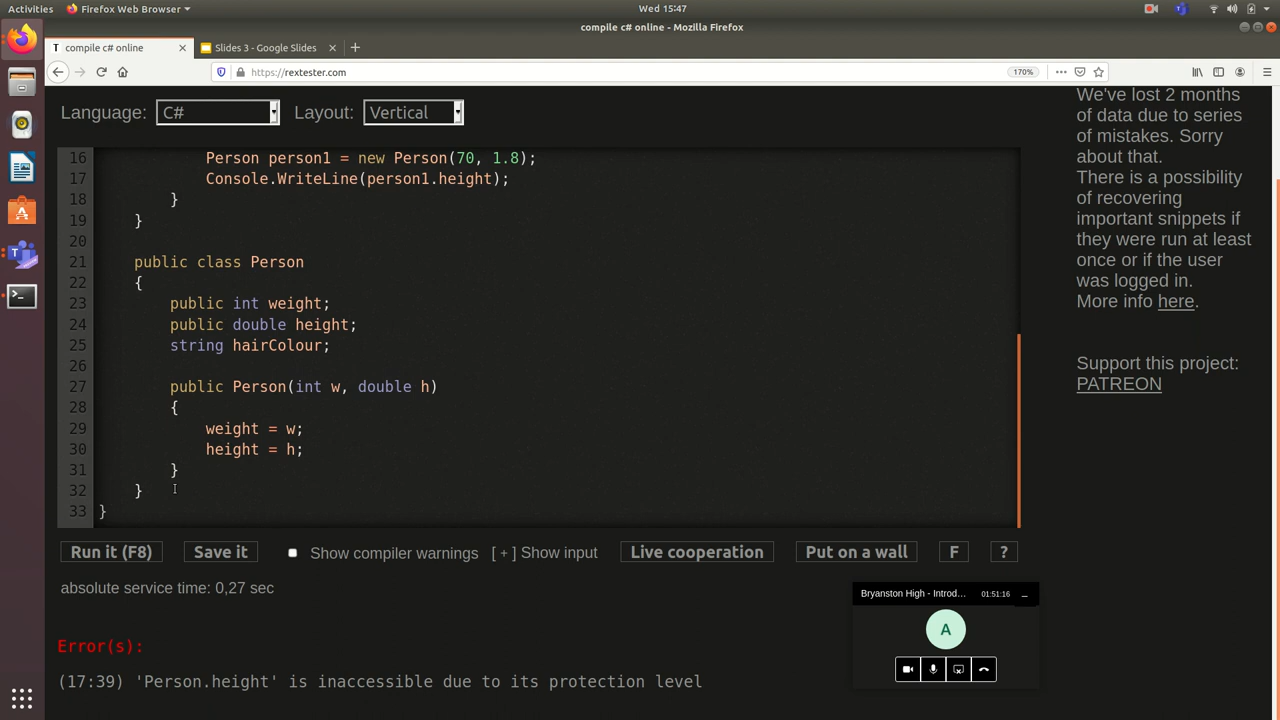 Activities Firefox Web Browser Wed 15:47
compile c# online - Mozilla Firefox
T compile c# online Slides 3 - Google Slides
https://rextester.com 170%
Language: C# Layout: Vertical
We've lost 2 months
of data due to series
of mistakes. Sorry
about that.
There is a possibility
of recovering
important snippets if
they were run at least
once or if the user
was logged in.
More info here.
Support this project:
PATREON
16 Person person1 = new Person(70, 1.8);
17 Console.WriteLine(person1.height);
18 }
19 }
20
21 public class Person
22 {
23 public int weight;
24 public double height;
25 string hairColour;
26
27 public Person(int w, double h)
28 {
29 weight = w;
30 height = h;
31 }
32 }
33 }
Run it (F8) Save it Show compiler warnings [ + ] Show input Live cooperation Put on a wall F ?
absolute service time: 0,27 sec
Bryanston High - Introd... 01:51:16
A
Error(s):
(17:39) 'Person.height' is inaccessible due to its protection level